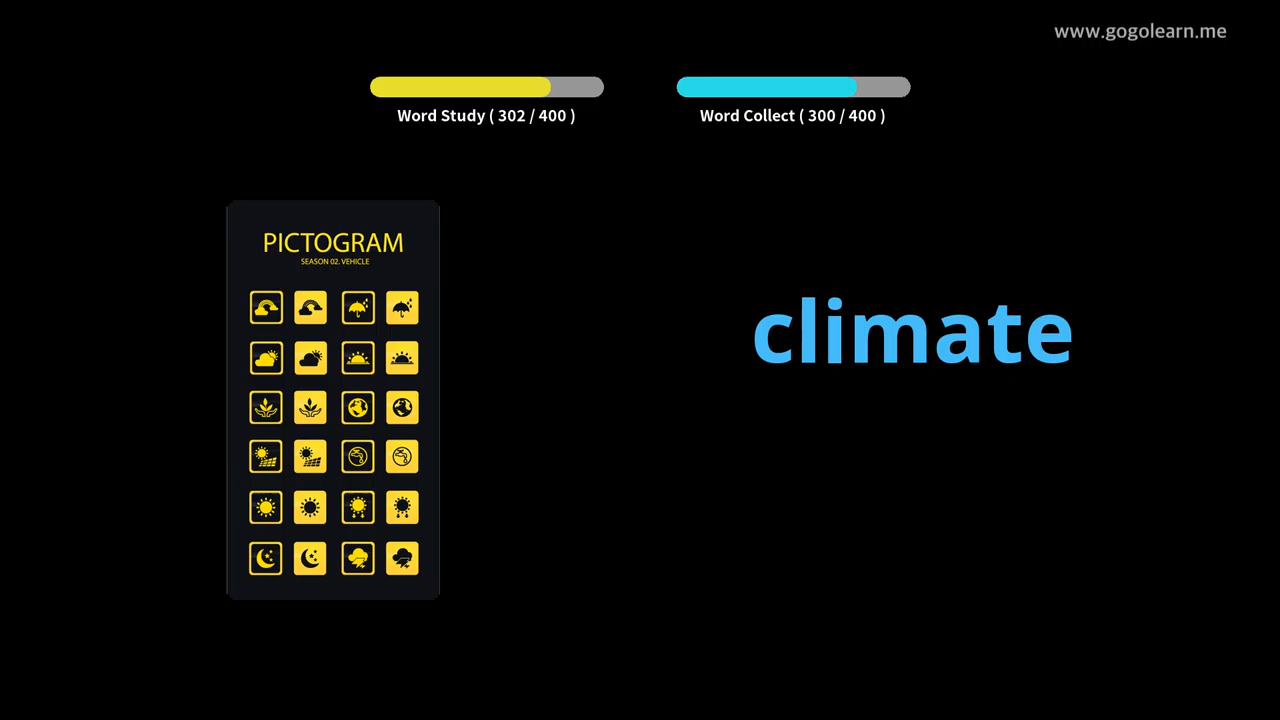 www.gogolearn.me
Word Study ( 302 / 400 )
Word Collect ( 300 / 400 )
PICTOGRAM
SEASON 02. VEHICLE
climate